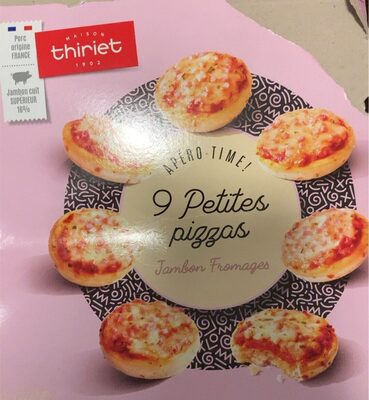 Porc
origine
FRANCE
Jambon cuit
SUPÉRIEUR
16%
MAISON
thiriet
1902
APÉRO-TIME!
9 Petites
pizzas
Jambon Fromages